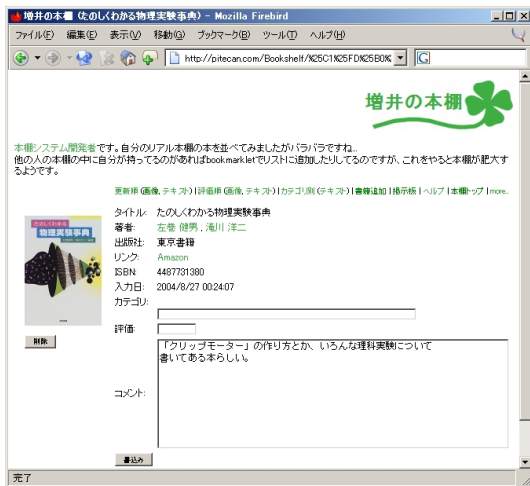 増井の本棚 (たのしくわかる物理実験事典) - Mozilla Firebird
ファイル(F) 編集(E) 表示(V) 移動(G) ブックマーク(B) ツール(T) ヘルプ(H)
http://pitecan.com/Bookshelf/%25C1%25FD%25B0%
増井の本棚
本棚システム開発者です。自分のリアル本棚の本を並べてみましたがバラバラですね...
他の人の本棚の中に自分が持ってるのがあればbookmarkletでリストに追加したりしてるのですが、これをやると本棚が肥大するようです。
更新順 (画像, テキスト) | 評価順 (画像, テキスト) | カテゴリ別 (テキスト) | 書籍追加 | 掲示板 | ヘルプ | 本棚トップ | more..
たのしくわかる
物理実験事典
タイトル: たのしくわかる物理実験事典
著者: 左巻 健男, 滝川 洋二
出版社: 東京書籍
リンク: Amazon
ISBN: 4487731380
入力日: 2004/8/27 00:24:07
カテゴリ:
評価:
削除
「クリップモーター」の作り方とか、いろんな理科実験について
書いてある本らしい。
コメント:
書込み
完了